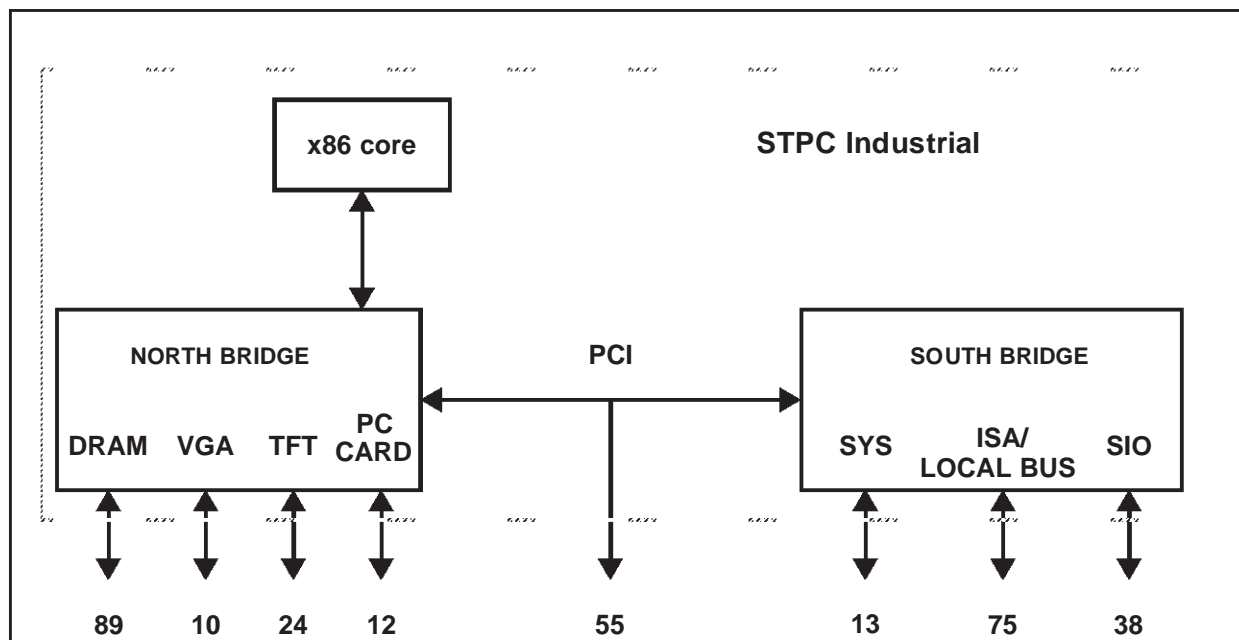 x86 core
STPC Industrial
NORTH BRIDGE
PCI
SOUTH BRIDGE
DRAM
VGA
TFT
PC
CARD
SYS
ISA/
LOCAL BUS
SIO
89
10
24
12
55
13
75
38